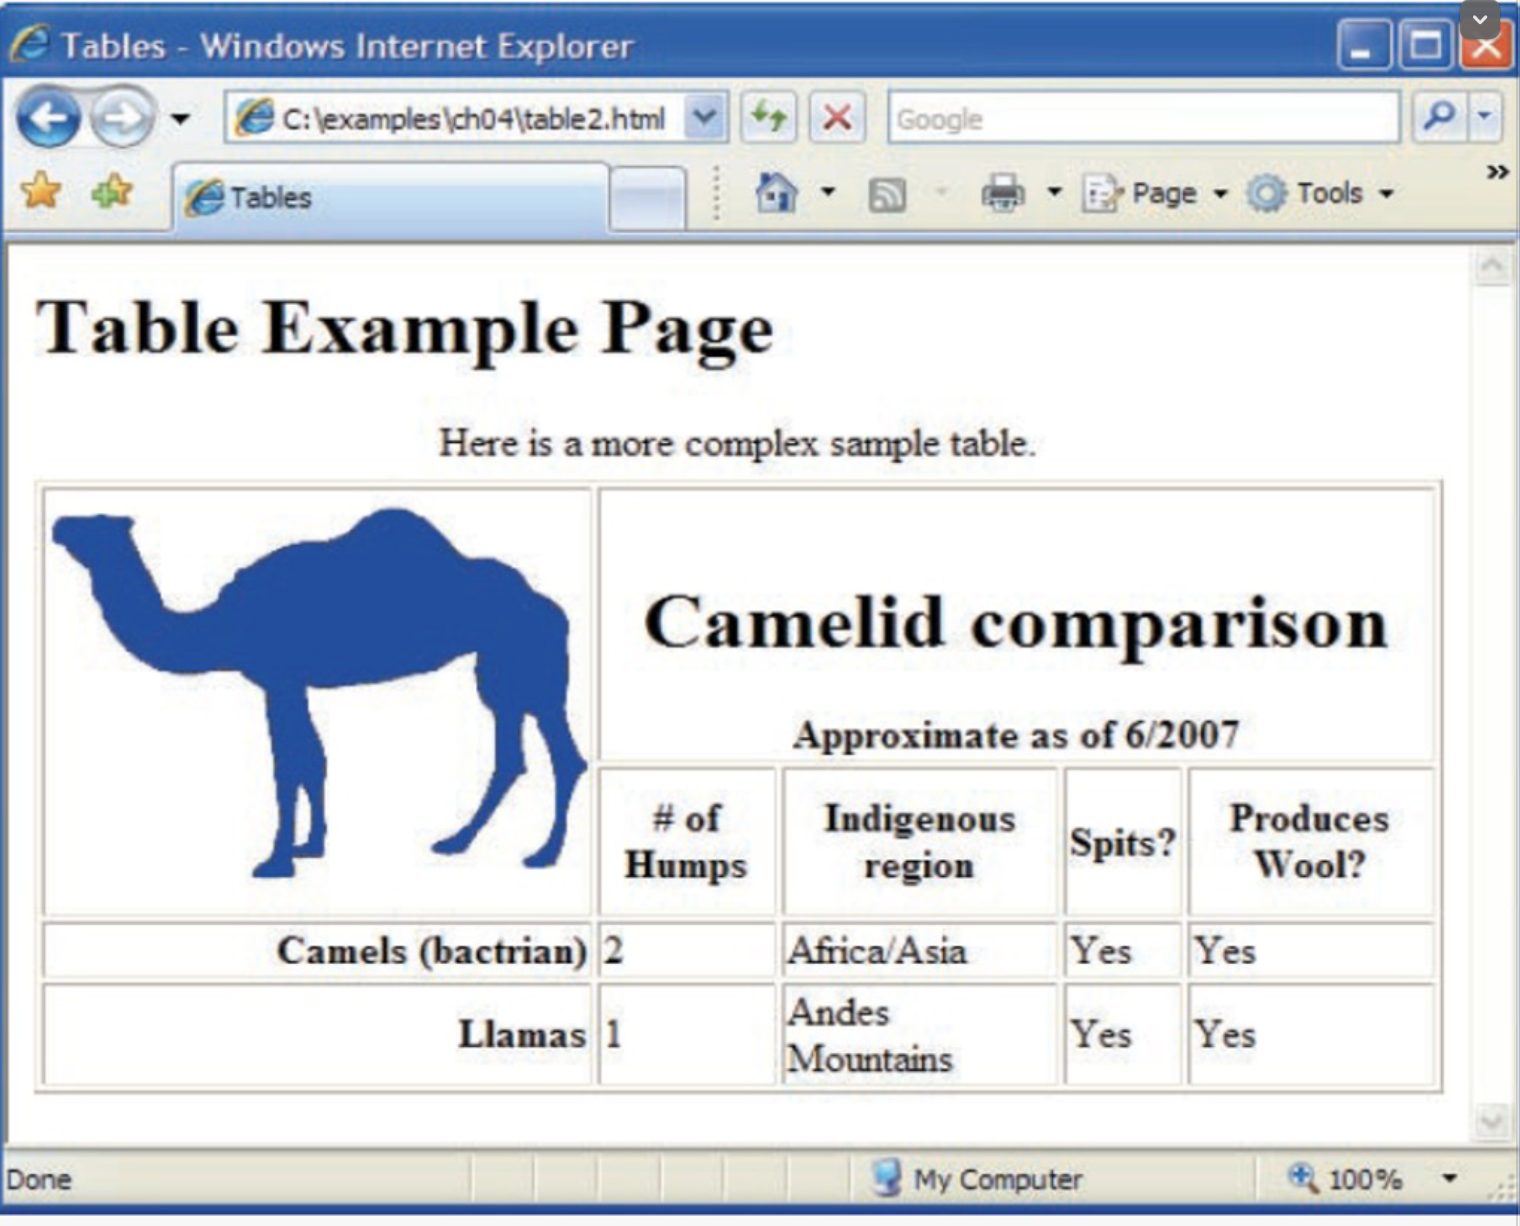 Tables - Windows Internet Explorer
C:\examples\ch04\table2.html
Google
Tables
Page
Tools
Table Example Page
Here is a more complex sample table.
Camelid comparison
Approximate as of 6/2007
# of
Humps
Indigenous
region
Spits?
Produces
Wool?
Camels (bactrian) 2 Africa/Asia Yes Yes
Llamas 1 Andes
Mountains Yes Yes
Done
My Computer
100%